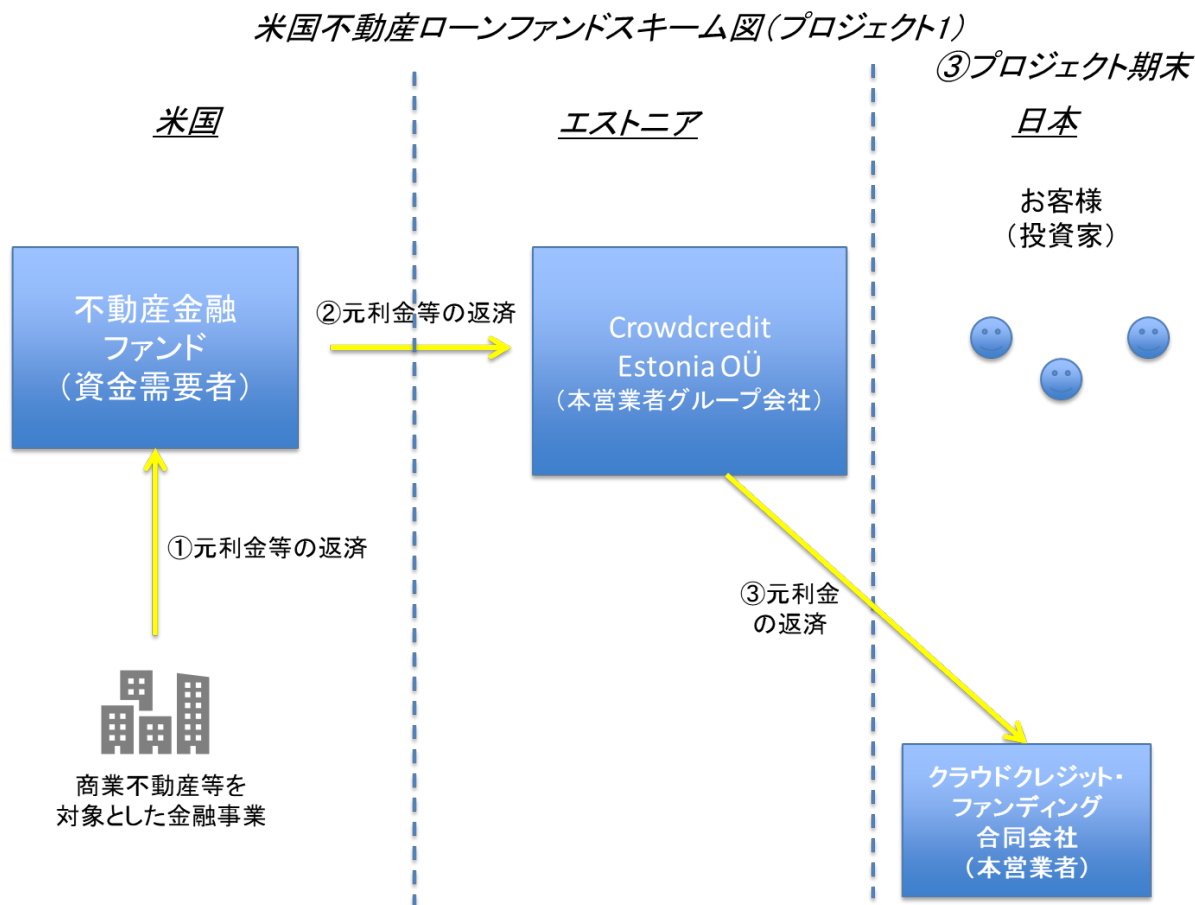 米国不動産ローンファンドスキーム図(プロジェクト1)
③プロジェクト期末
米国
エストニア
日本
お客様
(投資家)
不動産金融
ファンド
(資金需要者)
②元利金等の返済
Crowdcredit
Estonia OÜ
(本営業者グループ会社)
①元利金等の返済
③元利金
の返済
商業不動産等を
対象とした金融事業
クラウドクレジット・
ファンディング
合同会社
(本営業者)